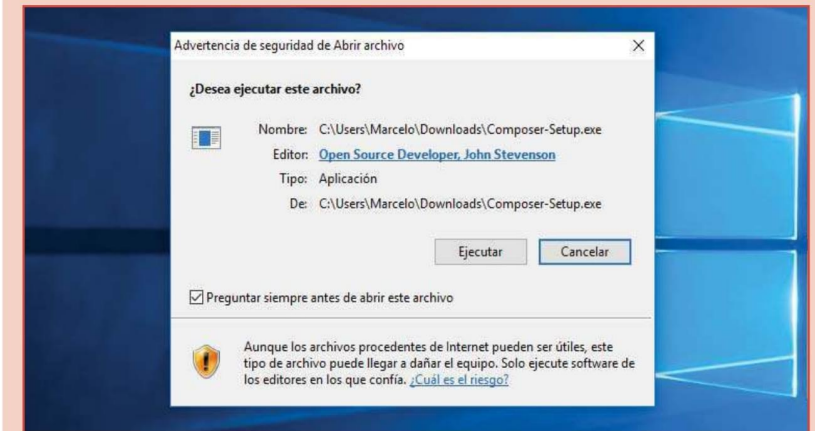 Advertencia de seguridad de Abrir archivo
¿Desea ejecutar este archivo?
Nombre: C:\Users\Marcelo\Downloads\Composer-Setup.exe
Editor: Open Source Developer, John Stevenson
Tipo: Aplicación
De: C:\Users\Marcelo\Downloads\Composer-Setup.exe
Ejecutar Cancelar
Preguntar siempre antes de abrir este archivo
Aunque los archivos procedentes de Internet pueden ser útiles, este
tipo de archivo puede llegar a dañar el equipo. Solo ejecute software de
los editores en los que confía. ¿Cuál es el riesgo?